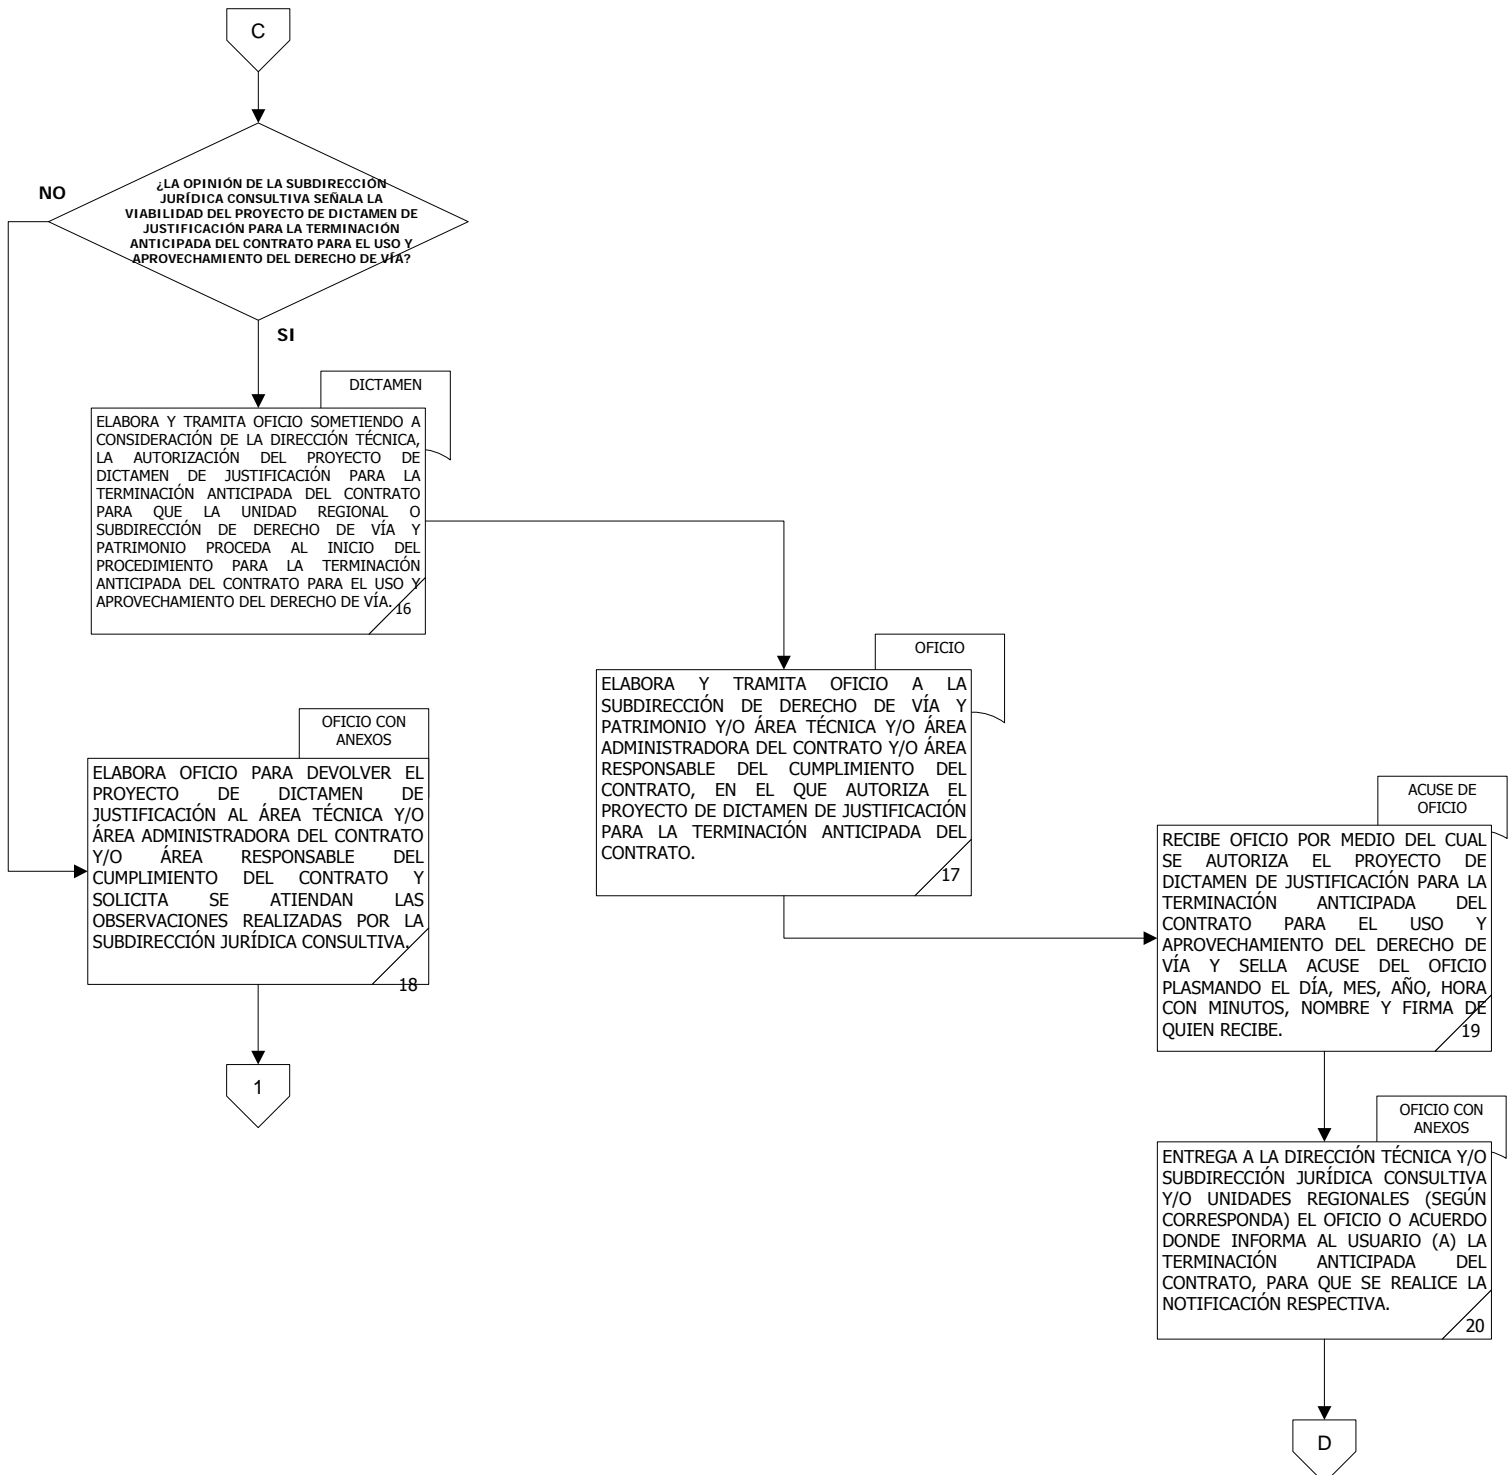 C
¿LA OPINIÓN DE LA SUBDIRECCIÓN
JURÍDICA CONSULTIVA SEÑALA LA
VIABILIDAD DEL PROYECTO DE DICTAMEN DE
JUSTIFICACIÓN PARA LA TERMINACIÓN
ANTICIPADA DEL CONTRATO PARA EL USO Y
APROVECHAMIENTO DEL DERECHO DE VÍA?
NO
SI
DICTAMEN
ELABORA Y TRAMITA OFICIO SOMETIENDO A
CONSIDERACIÓN DE LA DIRECCIÓN TÉCNICA,
LA AUTORIZACIÓN DEL PROYECTO DE
DICTAMEN DE JUSTIFICACIÓN PARA LA
TERMINACIÓN ANTICIPADA DEL CONTRATO
PARA QUE LA UNIDAD REGIONAL O
SUBDIRECCIÓN DE DERECHO DE VÍA Y
PATRIMONIO PROCEDA AL INICIO DEL
PROCEDIMIENTO PARA LA TERMINACIÓN
ANTICIPADA DEL CONTRATO PARA EL USO Y
APROVECHAMIENTO DEL DERECHO DE VÍA.
16
OFICIO
ELABORA Y TRAMITA OFICIO A LA
SUBDIRECCIÓN DE DERECHO DE VÍA Y
PATRIMONIO Y/O ÁREA TÉCNICA Y/O ÁREA
ADMINISTRADORA DEL CONTRATO Y/O ÁREA
RESPONSABLE DEL CUMPLIMIENTO DEL
CONTRATO, EN EL QUE AUTORIZA EL
PROYECTO DE DICTAMEN DE JUSTIFICACIÓN
PARA LA TERMINACIÓN ANTICIPADA DEL
CONTRATO.
17
OFICIO CON
ANEXOS
ELABORA OFICIO PARA DEVOLVER EL
PROYECTO DE DICTAMEN DE
JUSTIFICACIÓN AL ÁREA TÉCNICA Y/O
ÁREA ADMINISTRADORA DEL CONTRATO
Y/O ÁREA RESPONSABLE DEL
CUMPLIMIENTO DEL CONTRATO Y
SOLICITA SE ATIENDAN LAS
OBSERVACIONES REALIZADAS POR LA
SUBDIRECCIÓN JURÍDICA CONSULTIVA.
18
1
ACUSE DE
OFICIO
RECIBE OFICIO POR MEDIO DEL CUAL
SE AUTORIZA EL PROYECTO DE
DICTAMEN DE JUSTIFICACIÓN PARA LA
TERMINACIÓN ANTICIPADA DEL
CONTRATO PARA EL USO Y
APROVECHAMIENTO DEL DERECHO DE
VÍA Y SELLA ACUSE DEL OFICIO
PLASMANDO EL DÍA, MES, AÑO, HORA
CON MINUTOS, NOMBRE Y FIRMA DE
QUIEN RECIBE.
19
OFICIO CON
ANEXOS
ENTREGA A LA DIRECCIÓN TÉCNICA Y/O
SUBDIRECCIÓN JURÍDICA CONSULTIVA
Y/O UNIDADES REGIONALES (SEGÚN
CORRESPONDA) EL OFICIO O ACUERDO
DONDE INFORMA AL USUARIO (A) LA
TERMINACIÓN ANTICIPADA DEL
CONTRATO, PARA QUE SE REALICE LA
NOTIFICACIÓN RESPECTIVA.
20
D